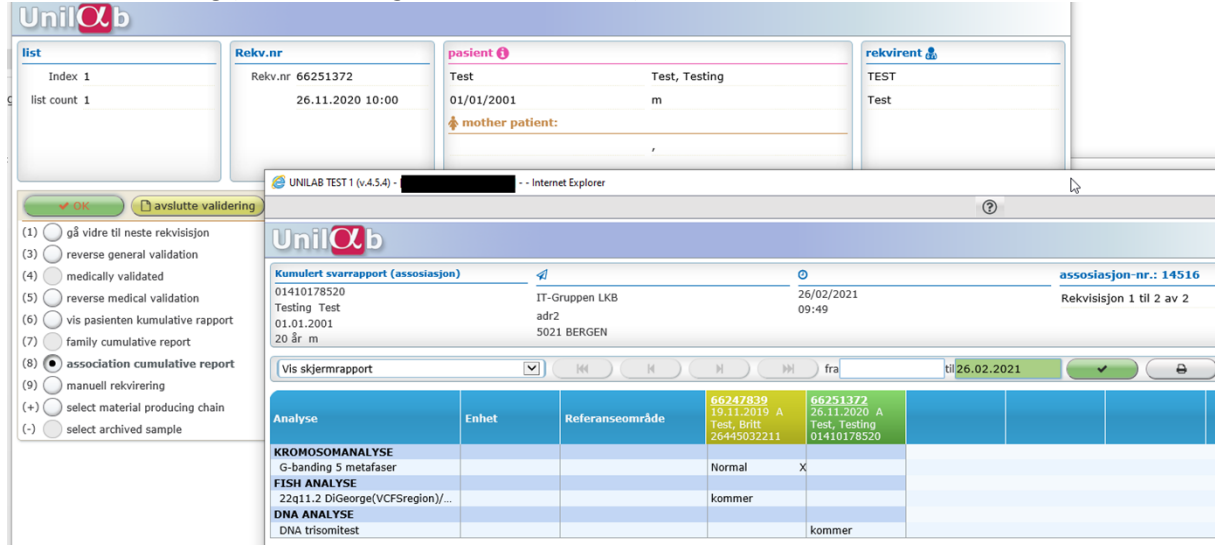 Unilαb
list
Index 1
list count 1
Rekv.nr
Rekv.nr 66251372
26.11.2020 10:00
pasient
Test Test, Testing
01/01/2001 m
mother patient:
,
rekvirent
TEST
Test
OK avslutte validering
(1) gå vidre til neste rekvisisjon
(3) reverse general validation
(4) medically validated
(5) reverse medical validation
(6) vis pasienten kumulative rapport
(7) family cumulative report
(8) association cumulative report
(9) manuell rekvirering
(+) select material producing chain
(-) select archived sample
UNILAB TEST 1 (v.4.5.4) - - - Internet Explorer
Unilαb
Kumulert svarrapport (assosiasjon)
01410178520
Testing Test
01.01.2001
20 år m
IT-Gruppen LKB
adr2
5021 BERGEN
26/02/2021
09:49
assosiasjon-nr.: 14516
Rekvisisjon 1 til 2 av 2
Vis skjermrapport fra til 26.02.2021
Analyse Enhet Referanseområde
66247839
19.11.2019 A
Test, Britt
26445032211
66251372
26.11.2020 A
Test, Testing
01410178520
KROMOSOMANALYSE
G-banding 5 metafaser Normal X
FISH ANALYSE
22q11.2 DiGeorge(VCFSregion)/... kommer
DNA ANALYSE
DNA trisomitest kommer